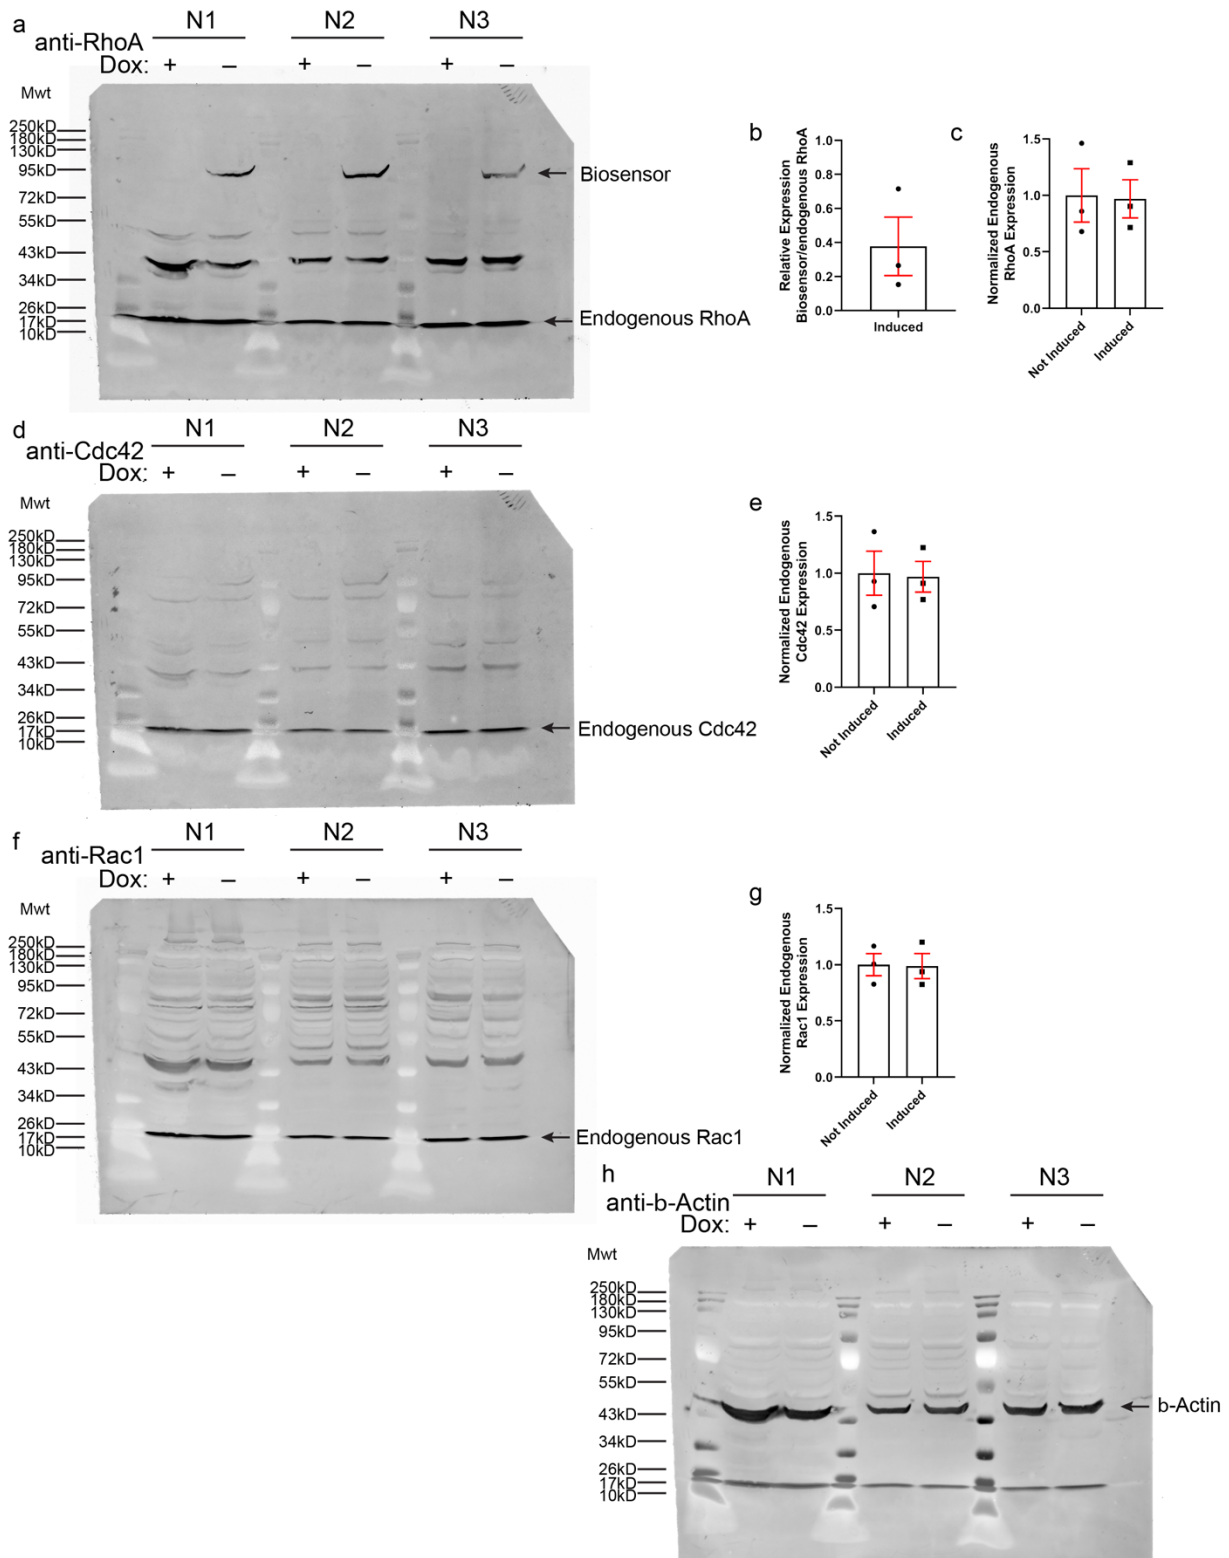 a
N1 N2 N3
anti-RhoA
Dox: + – + – + –
Mwt
250kD
180kD
130kD
95kD
72kD
55kD
43kD
34kD
26kD
17kD
10kD
Biosensor
Endogenous RhoA
b
Relative Expression
Biosensor/endogenous RhoA
1.0
0.8
0.6
0.4
0.2
0.0
Induced
c
Normalized Endogenous
RhoA Expression
1.5
1.0
0.5
0.0
Not Induced
Induced
d
N1 N2 N3
anti-Cdc42
Dox: + – + – + –
Mwt
250kD
180kD
130kD
95kD
72kD
55kD
43kD
34kD
26kD
17kD
10kD
Endogenous Cdc42
e
Normalized Endogenous
Cdc42 Expression
1.5
1.0
0.5
0.0
Not Induced
Induced
f
N1 N2 N3
anti-Rac1
Dox: + – + – + –
Mwt
250kD
180kD
130kD
95kD
72kD
55kD
43kD
34kD
26kD
17kD
10kD
Endogenous Rac1
g
Normalized Endogenous
Rac1 Expression
1.5
1.0
0.5
0.0
Not Induced
Induced
h
N1 N2 N3
anti-b-Actin
Dox: + – + – + –
Mwt
250kD
180kD
130kD
95kD
72kD
55kD
43kD
34kD
26kD
17kD
10kD
b-Actin